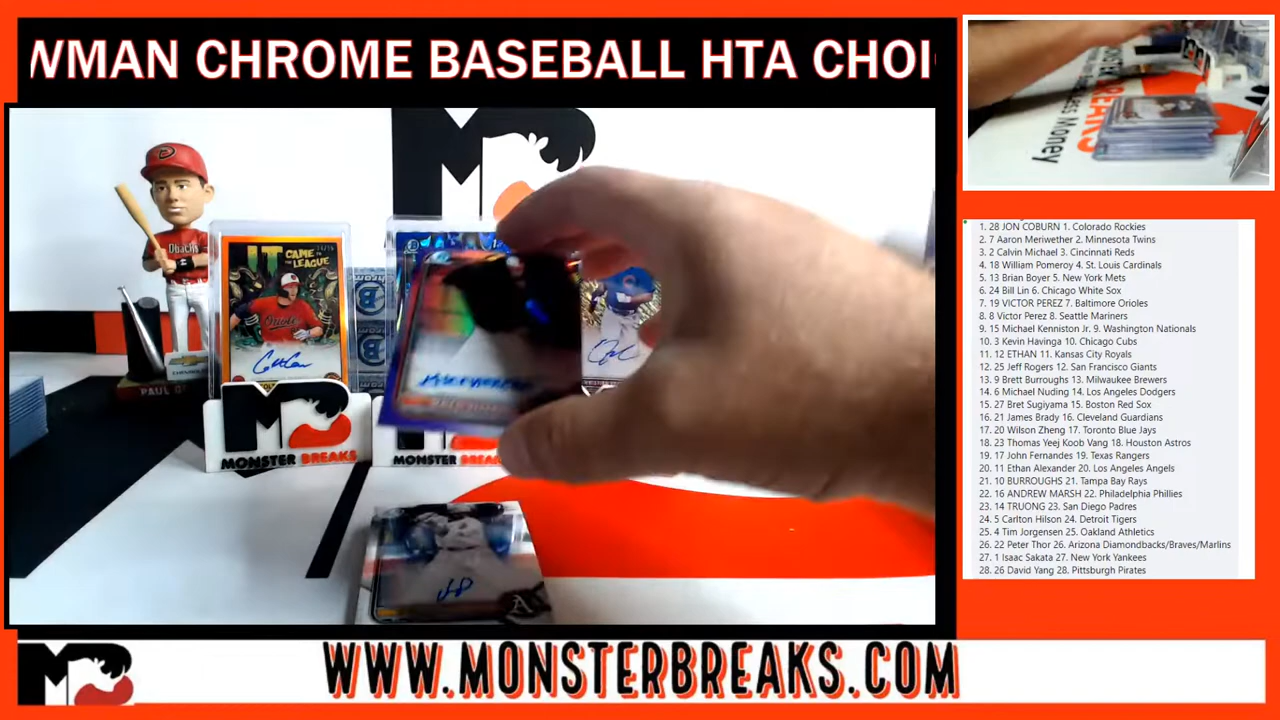 WMAN CHROME BASEBALL HTA CHOI
Dbacks
IT CAME TO
THE LEAGUE
Orioles
CHEVROLET
PAUL G
MONSTER BREAKS
MONSTER BREA
A
BREAKS
Money
1. 28 JON COBURN 1. Colorado Rockies
2. 7 Aaron Meriwether 2. Minnesota Twins
3. 2 Calvin Michael 3. Cincinnati Reds
4. 18 William Pomeroy 4. St. Louis Cardinals
5. 13 Brian Boyer 5. New York Mets
6. 24 Bill Lin 6. Chicago White Sox
7. 19 VICTOR PEREZ 7. Baltimore Orioles
8. 8 Victor Perez 8. Seattle Mariners
9. 15 Michael Kenniston Jr. 9. Washington Nationals
10. 3 Kevin Havinga 10. Chicago Cubs
11. 12 ETHAN 11. Kansas City Royals
12. 25 Jeff Rogers 12. San Francisco Giants
13. 9 Brett Burroughs 13. Milwaukee Brewers
14. 6 Michael Nuding 14. Los Angeles Dodgers
15. 27 Bret Sugiyama 15. Boston Red Sox
16. 21 James Brady 16. Cleveland Guardians
17. 20 Wilson Zheng 17. Toronto Blue Jays
18. 23 Thomas Yeej Koob Vang 18. Houston Astros
19. 17 John Fernandes 19. Texas Rangers
20. 11 Ethan Alexander 20. Los Angeles Angels
21. 10 BURROUGHS 21. Tampa Bay Rays
22. 16 ANDREW MARSH 22. Philadelphia Phillies
23. 14 TRUONG 23. San Diego Padres
24. 5 Carlton Hilson 24. Detroit Tigers
25. 4 Tim Jorgensen 25. Oakland Athletics
26. 22 Peter Thor 26. Arizona Diamondbacks/Braves/Marlins
27. 1 Isaac Sakata 27. New York Yankees
28. 26 David Yang 28. Pittsburgh Pirates
WWW.MONSTERBREAKS.COM